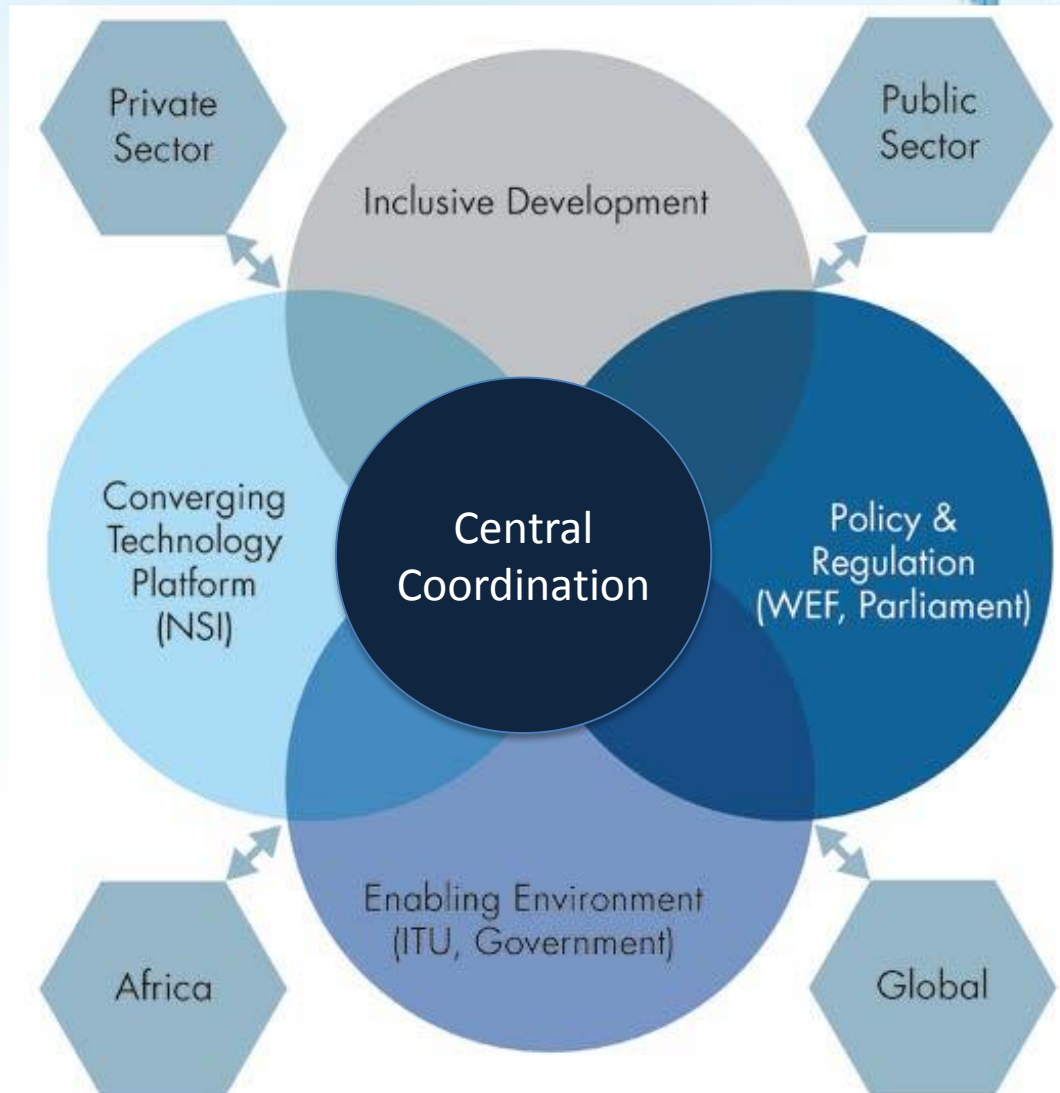 Private
Sector
Public
Sector
Inclusive Development
Converging
Technology
Platform
(NSI)
Central
Coordination
Policy &
Regulation
(WEF, Parliament)
Enabling Environment
(ITU, Government)
Africa
Global